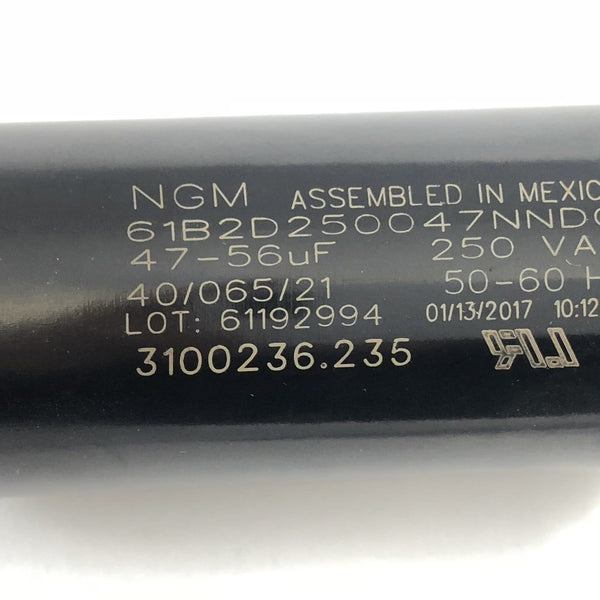 NGM ASSEMBLED IN MEXIC
61B2D250047NND
47-56uF 250 VA
40/065/21 50-60 H
LOT: 61192994 01/13/2017 10:12
3100236.235